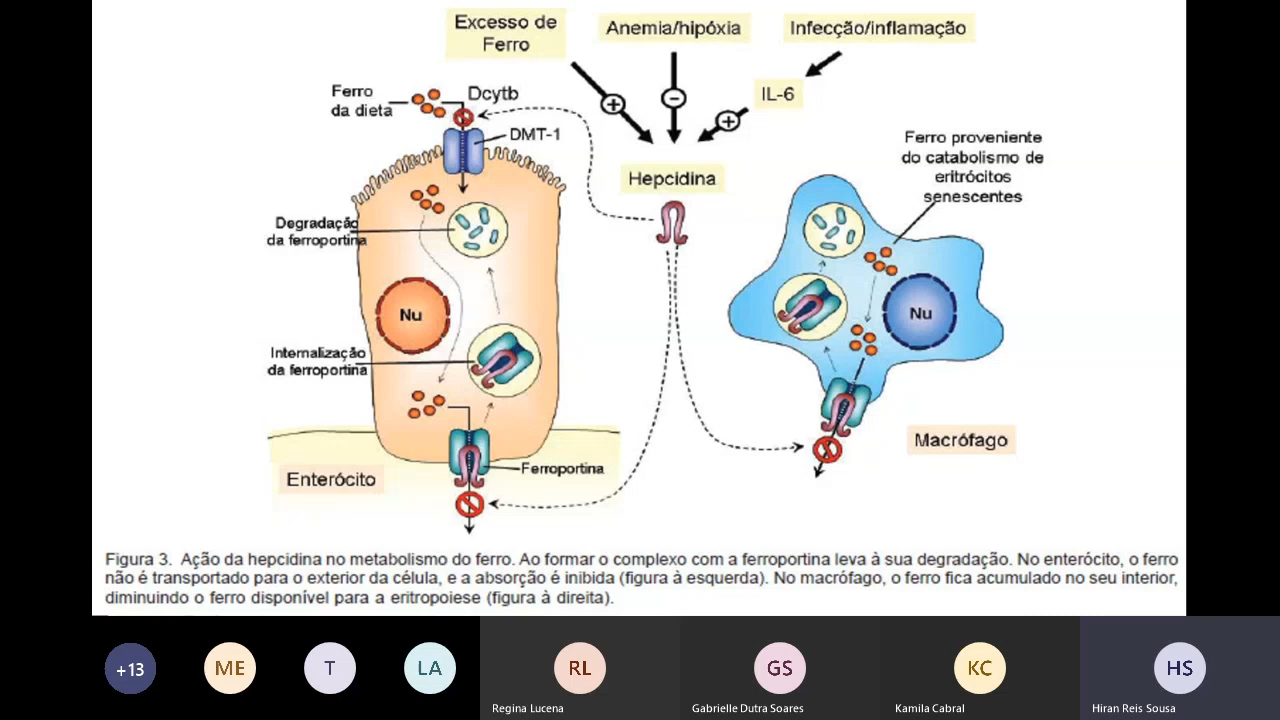 Excesso de
Ferro
Anemia/hipóxia
Infecção/inflamação
IL-6
Ferro
da dieta
Dcytb
DMT-1
Hepcidina
Ferro proveniente
do catabolismo de
eritrócitos
senescentes
Degradação
da ferroportina
Nu
Nu
Internalização
da ferroportina
Ferroportina
Enterócito
Macrófago
Figura 3. Ação da hepcidina no metabolismo do ferro. Ao formar o complexo com a ferroportina leva à sua degradação. No enterócito, o ferro
não é transportado para o exterior da célula, e a absorção é inibida (figura à esquerda). No macrófago, o ferro fica acumulado no seu interior,
diminuindo o ferro disponível para a eritropoiese (figura à direita).
+13
ME
T
LA
RL
GS
KC
HS
Regina Lucena
Gabrielle Dutra Soares
Kamila Cabral
Hiran Reis Sousa